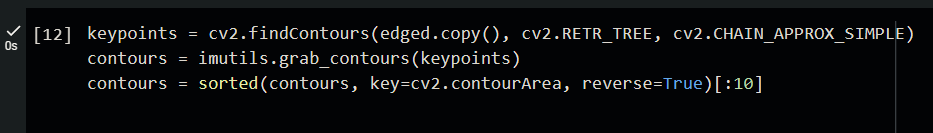 [12] keypoints = cv2.findContours(edged.copy(), cv2.RETR_TREE, cv2.CHAIN_APPROX_SIMPLE)
0s
contours = imutils.grab_contours(keypoints)
contours = sorted(contours, key=cv2.contourArea, reverse=True)[:10]